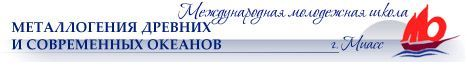 Международная молодежная школа
МЕТАЛЛОГЕНИЯ ДРЕВНИХ
И СОВРЕМЕННЫХ ОКЕАНОВ
г. Миасс